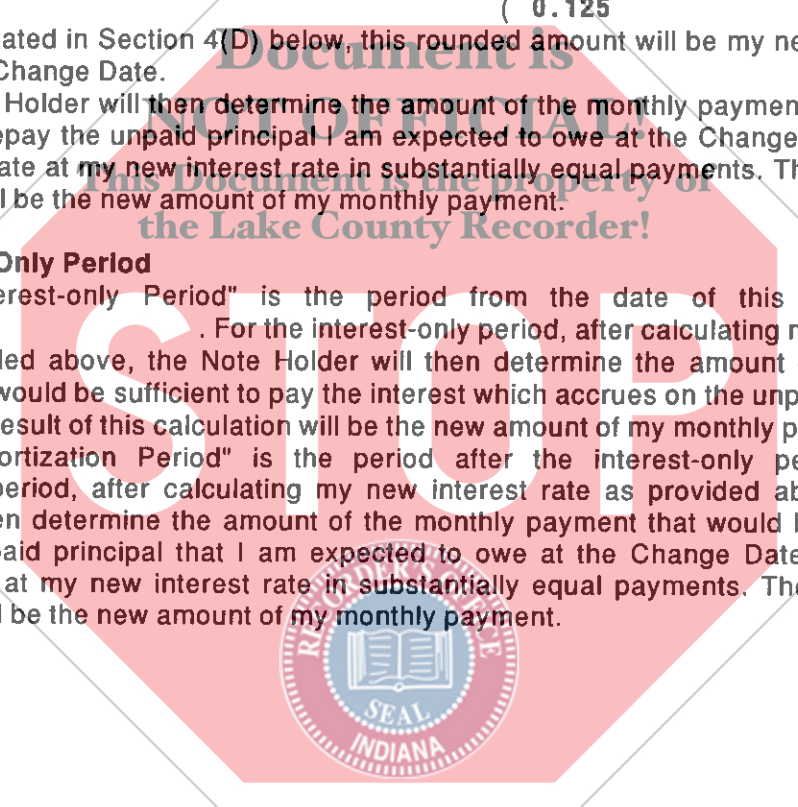 ( 0.125
ated in Section 4(D) below, this rounded amount will be my ne
Document is
Change Date.
Holder will then determine the amount of the monthly paymen
NOT OFFICIAL!
epay the unpaid principal I am expected to owe at the Change
ate at my new interest rate in substantially equal payments. Th
This Document is the property of
l be the new amount of my monthly payment.
the Lake County Recorder!
Only Period
erest-only Period" is the period from the date of this
. For the interest-only period, after calculating m
ded above, the Note Holder will then determine the amount
would be sufficient to pay the interest which accrues on the unp
esult of this calculation will be the new amount of my monthly p
STOP
ortization Period" is the period after the interest-only pe
period, after calculating my new interest rate as provided ab
en determine the amount of the monthly payment that would b
aid principal that I am expected to owe at the Change Date
at my new interest rate in substantially equal payments. The
l be the new amount of my monthly payment.
RECORDER'S OFFICE
SEAL
INDIANA